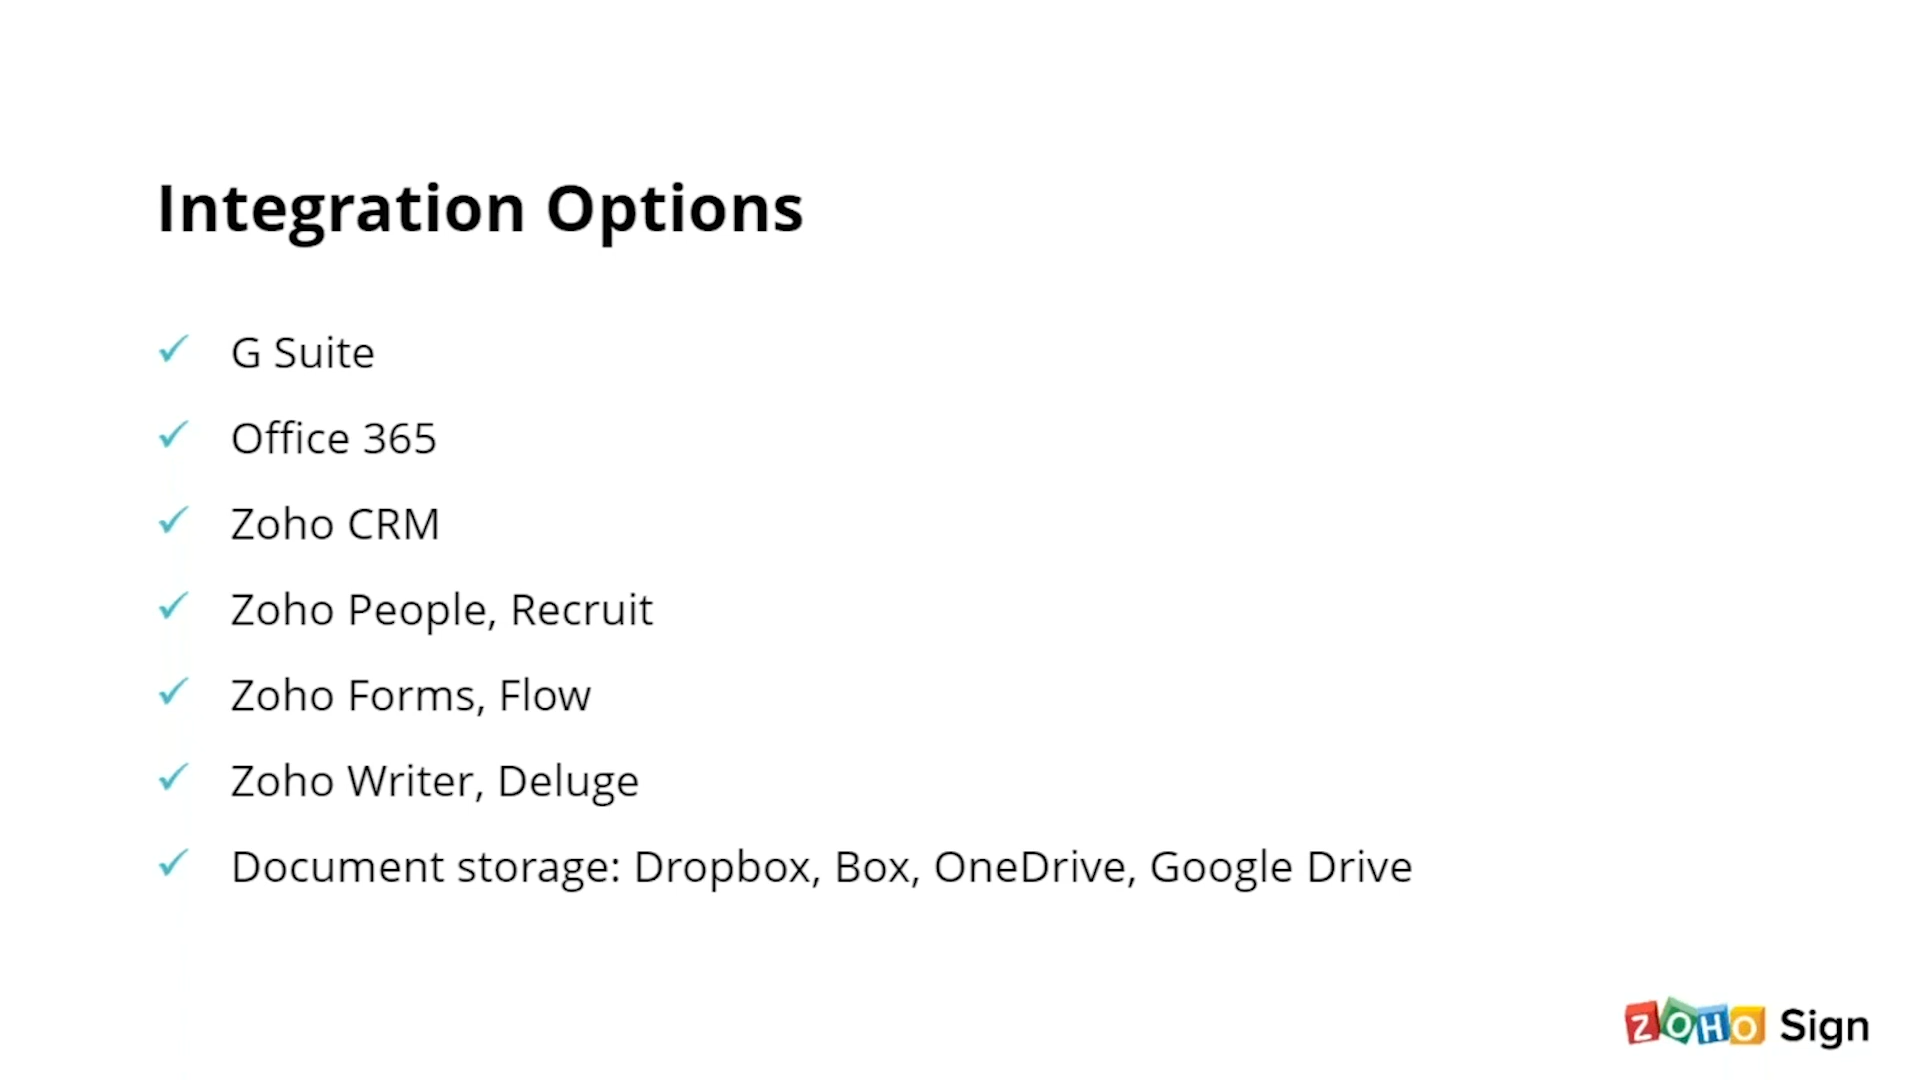 Integration Options
G Suite
Office 365
Zoho CRM
Zoho People, Recruit
Zoho Forms, Flow
Zoho Writer, Deluge
Document storage: Dropbox, Box, OneDrive, Google Drive
ZOHO Sign